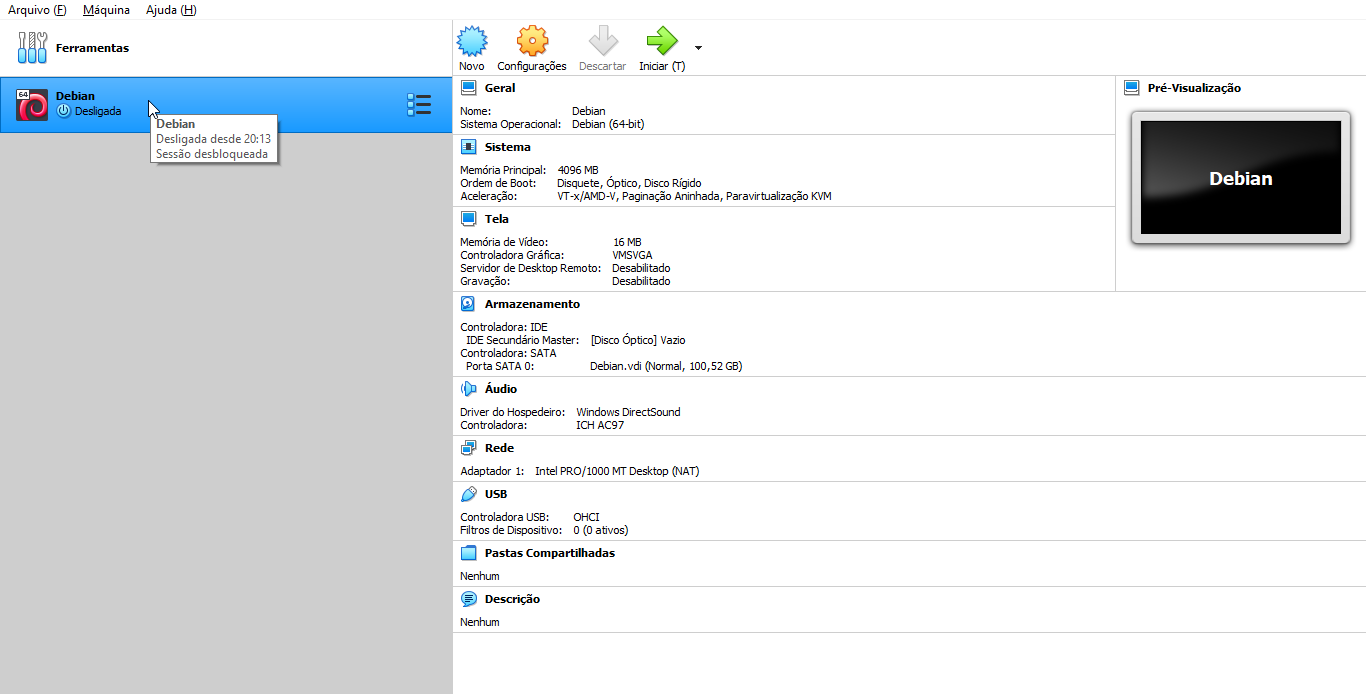 Arquivo (F) Máquina Ajuda (H)
Ferramentas
Novo Configurações Descartar Iniciar (T)
64
Debian
Desligada
Debian
Desligada desde 20:13
Sessão desbloqueada
Geral
Nome: Debian
Sistema Operacional: Debian (64-bit)
Sistema
Memória Principal: 4096 MB
Ordem de Boot: Disquete, Óptico, Disco Rígido
Aceleração: VT-x/AMD-V, Paginação Aninhada, Paravirtualização KVM
Tela
Memória de Vídeo: 16 MB
Controladora Gráfica: VMSVGA
Servidor de Desktop Remoto: Desabilitado
Gravação: Desabilitado
Pré-Visualização
Debian
Armazenamento
Controladora: IDE
IDE Secundário Master: [Disco Óptico] Vazio
Controladora: SATA
Porta SATA 0: Debian.vdi (Normal, 100,52 GB)
Áudio
Driver do Hospedeiro: Windows DirectSound
Controladora: ICH AC97
Rede
Adaptador 1: Intel PRO/1000 MT Desktop (NAT)
USB
Controladora USB: OHCI
Filtros de Dispositivo: 0 (0 ativos)
Pastas Compartilhadas
Nenhum
Descrição
Nenhum